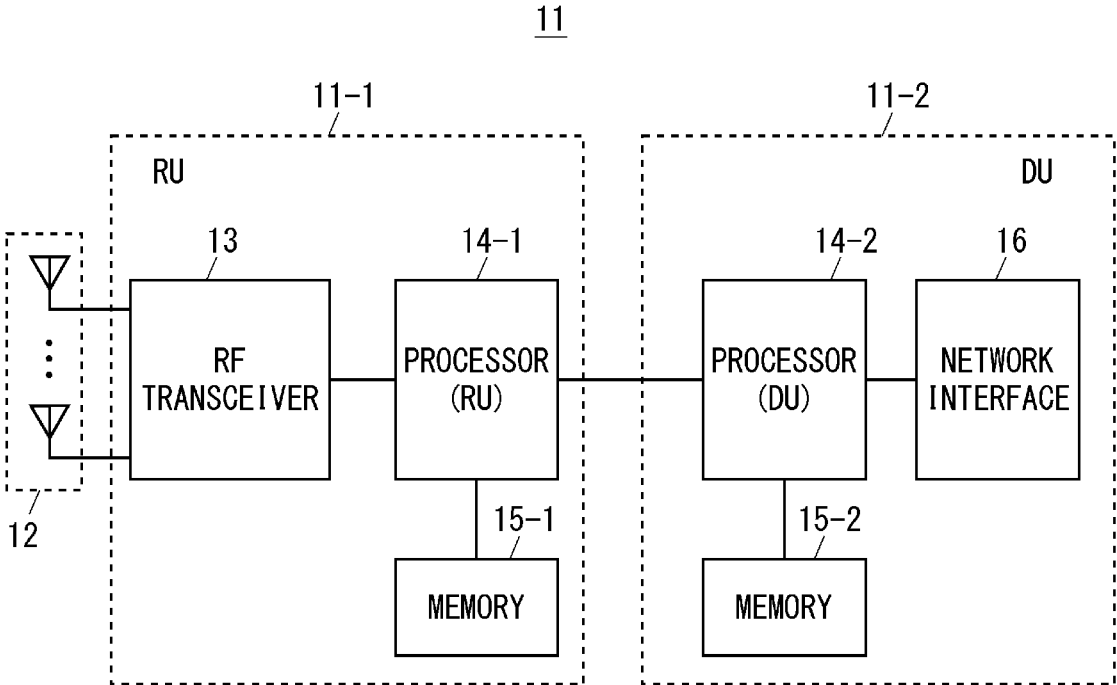 11
11-1
11-2
RU
DU
13
14-1
14-2
16
RF
TRANSCEIVER
PROCESSOR
(RU)
PROCESSOR
(DU)
NETWORK
INTERFACE
12
15-1
15-2
MEMORY
MEMORY